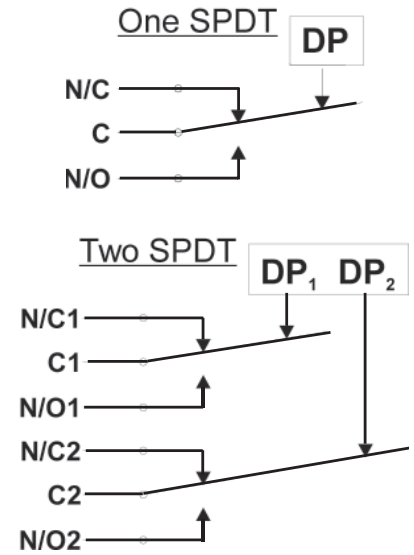 One SPDT
DP
N/C
C
N/O
Two SPDT
DP₁ DP₂
N/C1
C1
N/O1
N/C2
C2
N/O2